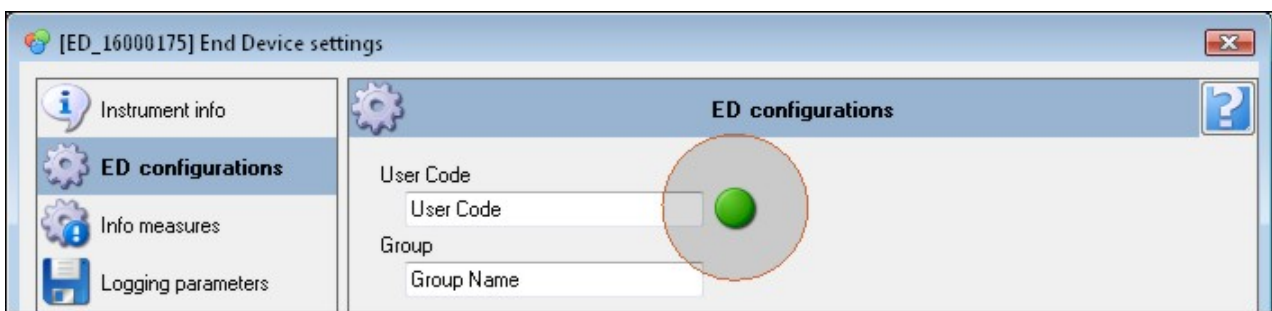 [ED_16000175] End Device settings
Instrument info
ED configurations
Info measures
Logging parameters
ED configurations
User Code
User Code
Group
Group Name